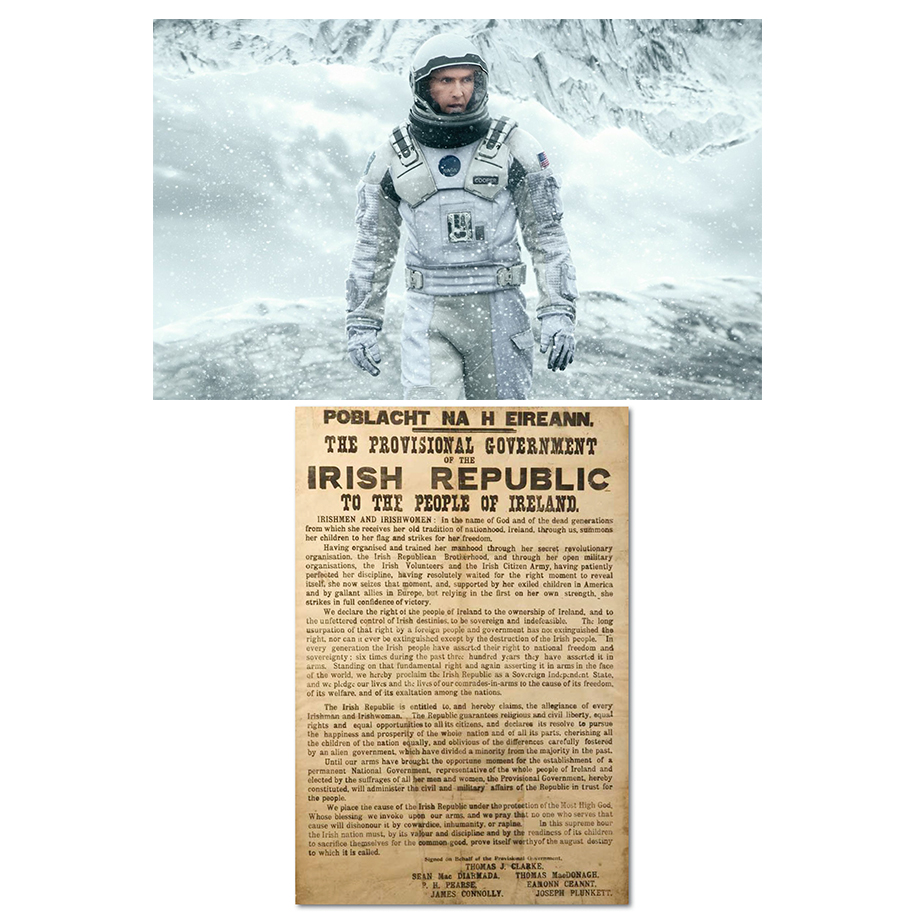 COOPER
POBLACHT NA H EIREANN.
THE PROVISIONAL GOVERNMENT
OF THE
IRISH REPUBLIC
TO THE PEOPLE OF IRELAND.
IRISHMEN AND IRISHWOMEN: In the name of God and of the dead generations
from which she receives her old tradition of nationhood, Ireland, through us, summons
her children to her flag and strikes for her freedom.
Having organised and trained her manhood through her secret revolutionary
organisation, the Irish Republican Brotherhood, and through her open military
organisations, the Irish Volunteers and the Irish Citizen Army, having patiently
perfected her discipline, having resolutely waited for the right moment to reveal
itself, she now seizes that moment, and, supported by her exiled children in America
and by gallant allies in Europe, but relying in the first on her own strength, she
strikes in full confidence of victory.
We declare the right of the people of Ireland to the ownership of Ireland, and to
the unfettered control of Irish destinies, to be sovereign and indefeasible. The long
usurpation of that right by a foreign people and government has not extinguished the
right, nor can it ever be extinguished except by the destruction of the Irish people. In
every generation the Irish people have asserted their right to national freedom and
sovereignty; six times during the past three hundred years they have asserted it in
arms. Standing on that fundamental right and again asserting it in arms in the face
of the world, we hereby proclaim the Irish Republic as a Sovereign Independent State,
and we pledge our lives and the lives of our comrades-in-arms to the cause of its freedom,
of its welfare, and of its exaltation among the nations.
The Irish Republic is entitled to, and hereby claims, the allegiance of every
Irishman and Irishwoman. The Republic guarantees religious and civil liberty, equal
rights and equal opportunities to all its citizens, and declares its resolve to pursue
the happiness and prosperity of the whole nation and of all its parts, cherishing all
the children of the nation equally, and oblivious of the differences carefully fostered
by an alien government, which have divided a minority from the majority in the past.
Until our arms have brought the opportune moment for the establishment of a
permanent National Government, representative of the whole people of Ireland and
elected by the suffrages of all her men and women, the Provisional Government, hereby
constituted, will administer the civil and military affairs of the Republic in trust for
the people.
We place the cause of the Irish Republic under the protection of the Most High God,
Whose blessing we invoke upon our arms, and we pray that no one who serves that
cause will dishonour it by cowardice, inhumanity, or rapine. In this supreme hour
the Irish nation must, by its valour and discipline and by the readiness of its children
to sacrifice themselves for the common good, prove itself worthy of the august destiny
to which it is called.
Signed on Behalf of the Provisional Government,
THOMAS J. CLARKE,
SEAN Mac DIARMADA, THOMAS MacDONAGH,
P. H. PEARSE, EAMONN CEANNT,
JAMES CONNOLLY. JOSEPH PLUNKETT.